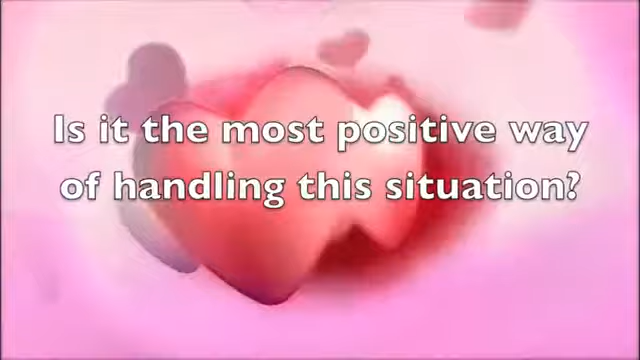 Is it the most positive way
of handling this situation?